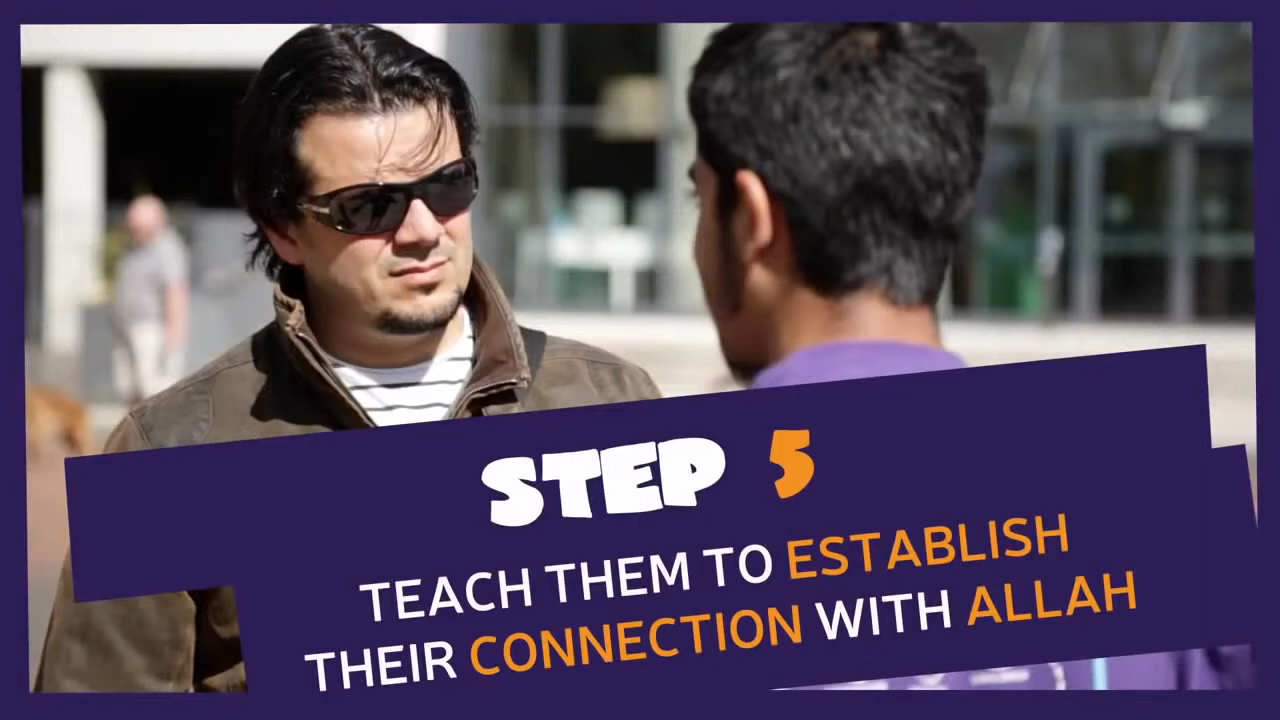 STEP 5
TEACH THEM TO ESTABLISH
THEIR CONNECTION WITH ALLAH